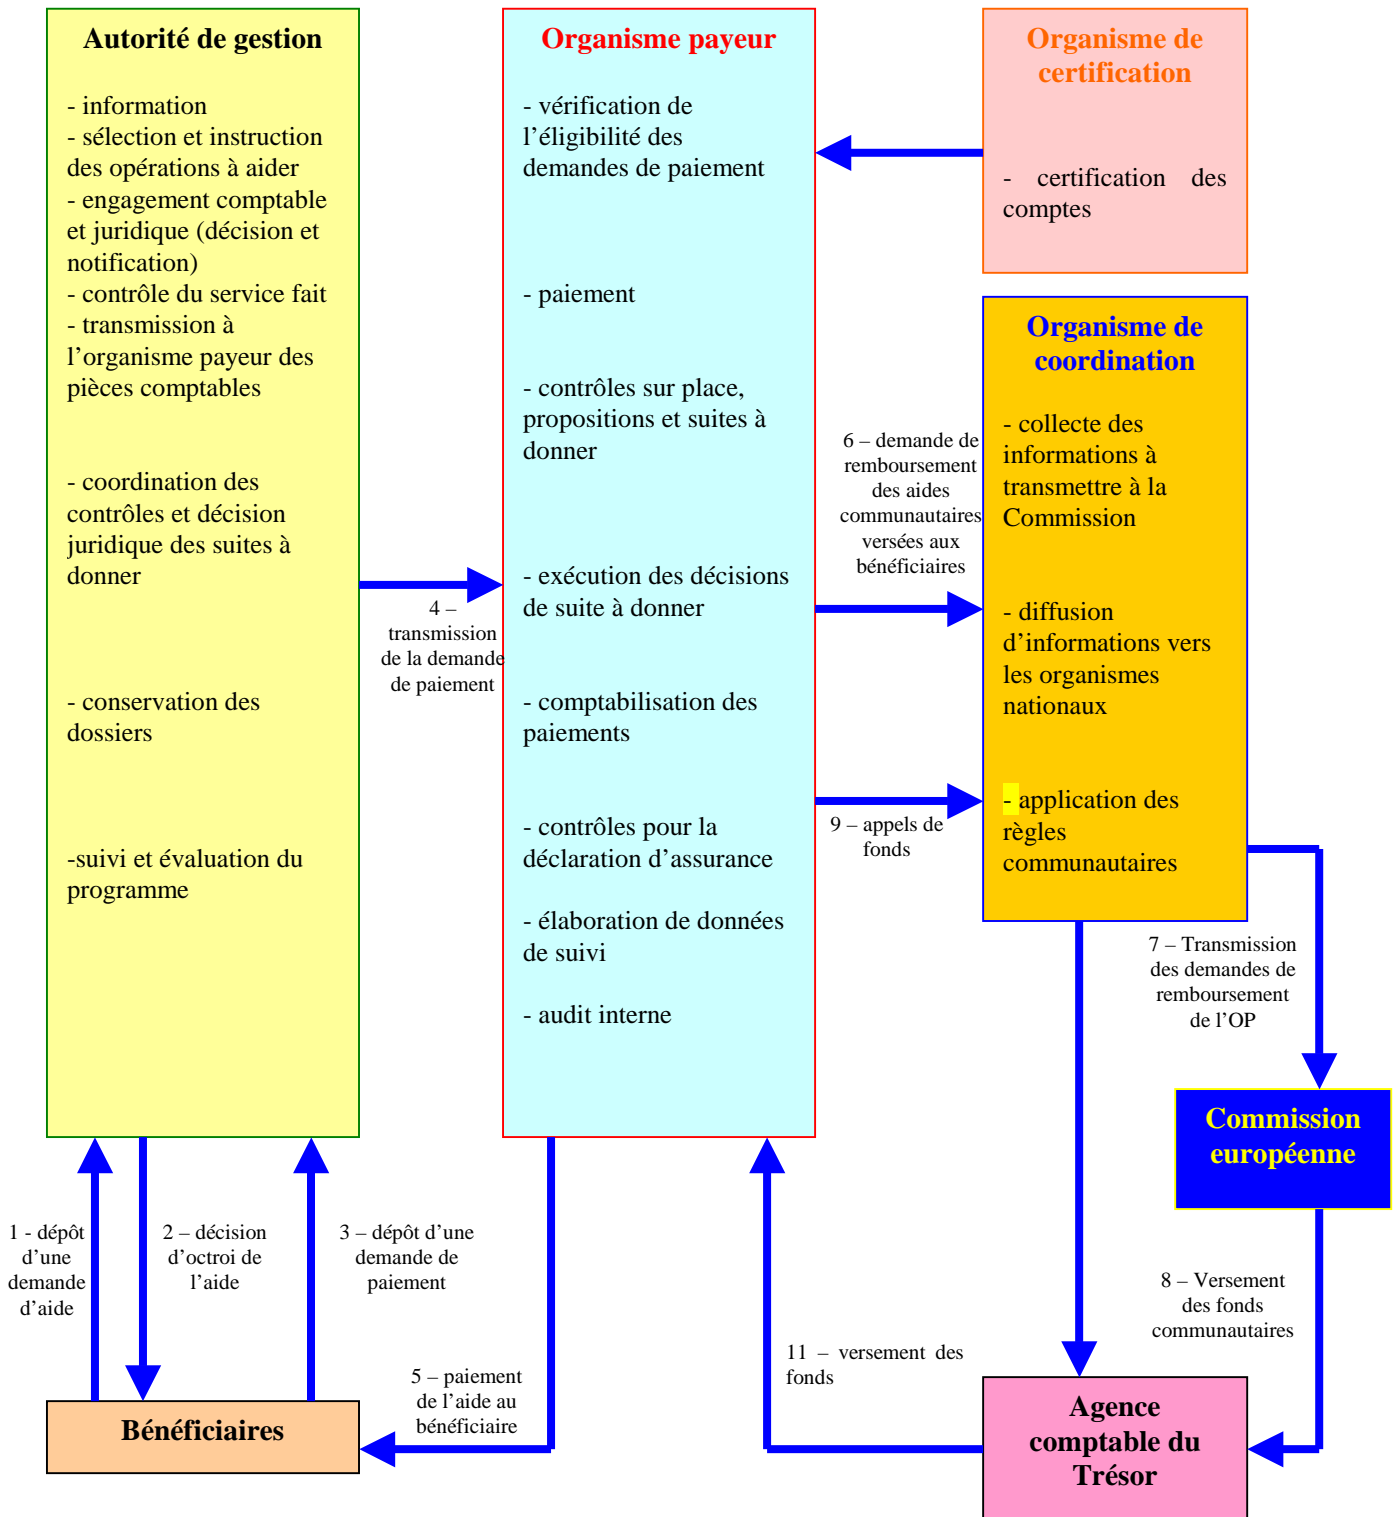 Autorité de gestion
- information
- sélection et instruction
des opérations à aider
- engagement comptable
et juridique (décision et
notification)
- contrôle du service fait
- transmission à
l’organisme payeur des
pièces comptables
- coordination des
contrôles et décision
juridique des suites à
donner
- conservation des
dossiers
-suivi et évaluation du
programme
4 –
transmission
de la demande
de paiement
Organisme payeur
- vérification de
l’éligibilité des
demandes de paiement
- paiement
- contrôles sur place,
propositions et suites à
donner
- exécution des décisions
de suite à donner
- comptabilisation des
paiements
- contrôles pour la
déclaration d’assurance
- élaboration de données
de suivi
- audit interne
6 – demande de
remboursement
des aides
communautaires
versées aux
bénéficiaires
9 – appels de
fonds
Organisme de
certification
- certification des
comptes
Organisme de
coordination
- collecte des
informations à
transmettre à la
Commission
- diffusion
d’informations vers
les organismes
nationaux
- application des
règles
communautaires
7 – Transmission
des demandes de
remboursement
de l’OP
Commission
européenne
1 - dépôt
d’une
demande
d’aide
2 – décision
d’octroi de
l’aide
3 – dépôt d’une
demande de
paiement
5 – paiement
de l’aide au
bénéficiaire
11 – versement des
fonds
8 – Versement
des fonds
communautaires
Bénéficiaires
Agence
comptable du
Trésor